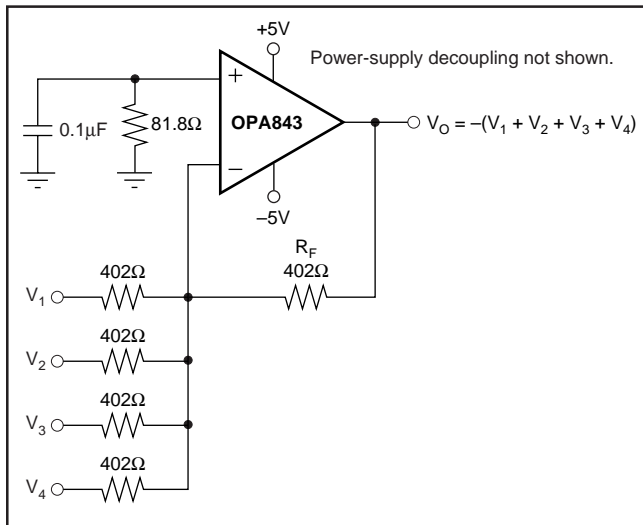 +5V
Power-supply decoupling not shown.
+
0.1μF
81.8Ω
OPA843
V_O = –(V_1 + V_2 + V_3 + V_4)
–
–5V
R_F
402Ω
402Ω
V_1
402Ω
V_2
402Ω
V_3
402Ω
V_4